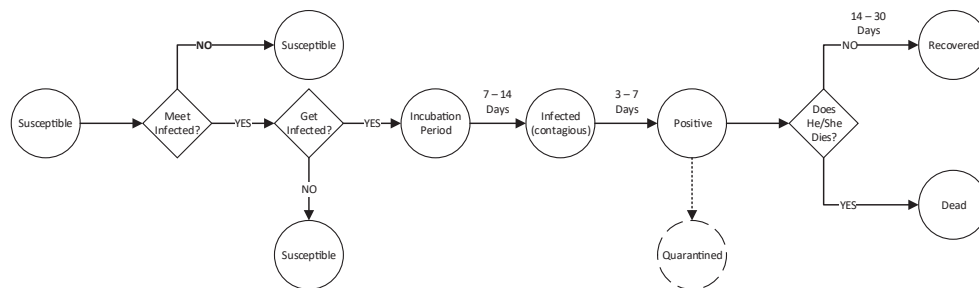 14 – 30
Days
NO
Susceptible
NO
Recovered
7 – 14
Days
3 – 7
Days
Susceptible
Meet
Infected?
YES
Get
Infected?
YES
Incubation
Period
Infected
(contagious)
Positive
Does
He/She
Dies?
NO
YES
Dead
Susceptible
Quarantined